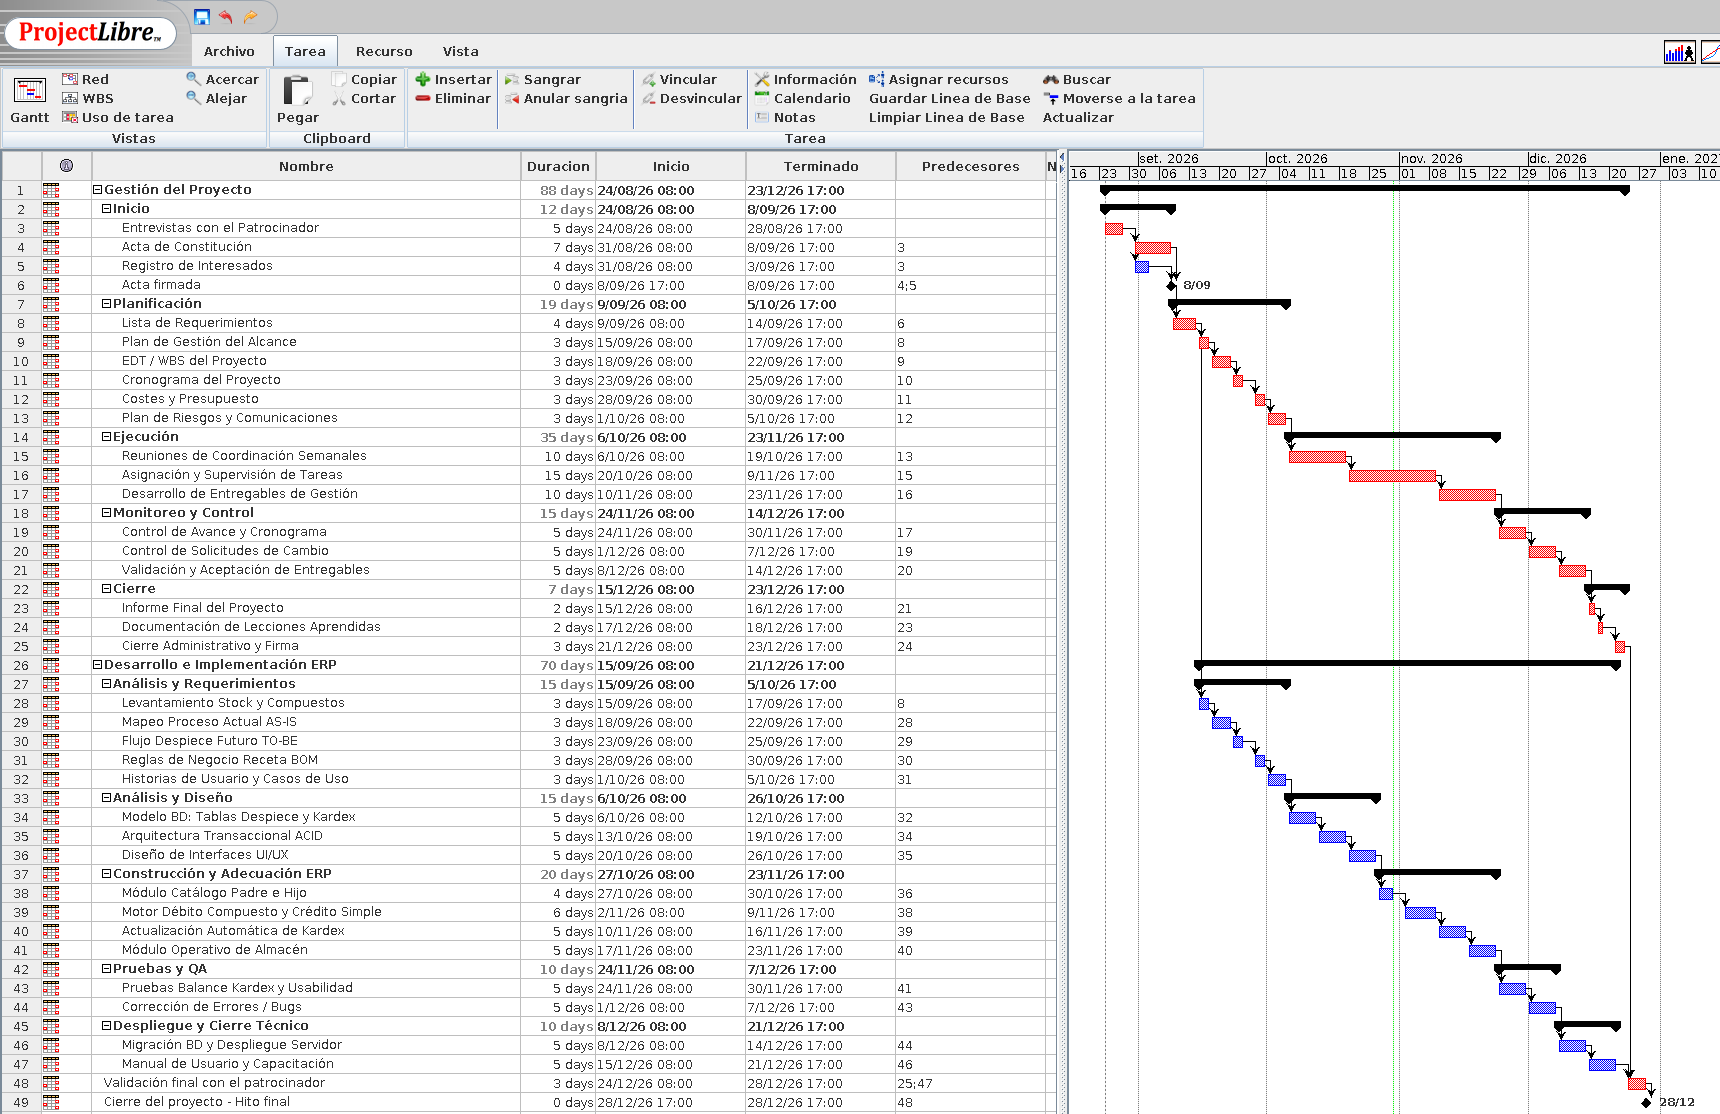 ProjectLibre™
Archivo Tarea Recurso Vista
Red Acercar Copiar Insertar Sangrar Vincular Información Asignar recursos Buscar
WBS Alejar Cortar Eliminar Anular sangria Desvincular Calendario Guardar Linea de Base Moverse a la tarea
Gantt Uso de tarea Pegar Notas Limpiar Linea de Base Actualizar
Vistas Clipboard Tarea
Nombre Duracion Inicio Terminado Predecesores N
set. 2026 oct. 2026 nov. 2026 dic. 2026 ene. 202
16 23 30 06 13 20 27 04 11 18 25 01 08 15 22 29 06 13 20 27 03 10
1 Gestión del Proyecto 88 days 24/08/26 08:00 23/12/26 17:00
2 Inicio 12 days 24/08/26 08:00 8/09/26 17:00
3 Entrevistas con el Patrocinador 5 days 24/08/26 08:00 28/08/26 17:00
4 Acta de Constitución 7 days 31/08/26 08:00 8/09/26 17:00 3
5 Registro de Interesados 4 days 31/08/26 08:00 3/09/26 17:00 3
6 Acta firmada 0 days 8/09/26 17:00 8/09/26 17:00 4;5 8/09
7 Planificación 19 days 9/09/26 08:00 5/10/26 17:00
8 Lista de Requerimientos 4 days 9/09/26 08:00 14/09/26 17:00 6
9 Plan de Gestión del Alcance 3 days 15/09/26 08:00 17/09/26 17:00 8
10 EDT / WBS del Proyecto 3 days 18/09/26 08:00 22/09/26 17:00 9
11 Cronograma del Proyecto 3 days 23/09/26 08:00 25/09/26 17:00 10
12 Costes y Presupuesto 3 days 28/09/26 08:00 30/09/26 17:00 11
13 Plan de Riesgos y Comunicaciones 3 days 1/10/26 08:00 5/10/26 17:00 12
14 Ejecución 35 days 6/10/26 08:00 23/11/26 17:00
15 Reuniones de Coordinación Semanales 10 days 6/10/26 08:00 19/10/26 17:00 13
16 Asignación y Supervisión de Tareas 15 days 20/10/26 08:00 9/11/26 17:00 15
17 Desarrollo de Entregables de Gestión 10 days 10/11/26 08:00 23/11/26 17:00 16
18 Monitoreo y Control 15 days 24/11/26 08:00 14/12/26 17:00
19 Control de Avance y Cronograma 5 days 24/11/26 08:00 30/11/26 17:00 17
20 Control de Solicitudes de Cambio 5 days 1/12/26 08:00 7/12/26 17:00 19
21 Validación y Aceptación de Entregables 5 days 8/12/26 08:00 14/12/26 17:00 20
22 Cierre 7 days 15/12/26 08:00 23/12/26 17:00
23 Informe Final del Proyecto 2 days 15/12/26 08:00 16/12/26 17:00 21
24 Documentación de Lecciones Aprendidas 2 days 17/12/26 08:00 18/12/26 17:00 23
25 Cierre Administrativo y Firma 3 days 21/12/26 08:00 23/12/26 17:00 24
26 Desarrollo e Implementación ERP 70 days 15/09/26 08:00 21/12/26 17:00
27 Análisis y Requerimientos 15 days 15/09/26 08:00 5/10/26 17:00
28 Levantamiento Stock y Compuestos 3 days 15/09/26 08:00 17/09/26 17:00 8
29 Mapeo Proceso Actual AS-IS 3 days 18/09/26 08:00 22/09/26 17:00 28
30 Flujo Despiece Futuro TO-BE 3 days 23/09/26 08:00 25/09/26 17:00 29
31 Reglas de Negocio Receta BOM 3 days 28/09/26 08:00 30/09/26 17:00 30
32 Historias de Usuario y Casos de Uso 3 days 1/10/26 08:00 5/10/26 17:00 31
33 Análisis y Diseño 15 days 6/10/26 08:00 26/10/26 17:00
34 Modelo BD: Tablas Despiece y Kardex 5 days 6/10/26 08:00 12/10/26 17:00 32
35 Arquitectura Transaccional ACID 5 days 13/10/26 08:00 19/10/26 17:00 34
36 Diseño de Interfaces UI/UX 5 days 20/10/26 08:00 26/10/26 17:00 35
37 Construcción y Adecuación ERP 20 days 27/10/26 08:00 23/11/26 17:00
38 Módulo Catálogo Padre e Hijo 4 days 27/10/26 08:00 30/10/26 17:00 36
39 Motor Débito Compuesto y Crédito Simple 6 days 2/11/26 08:00 9/11/26 17:00 38
40 Actualización Automática de Kardex 5 days 10/11/26 08:00 16/11/26 17:00 39
41 Módulo Operativo de Almacén 5 days 17/11/26 08:00 23/11/26 17:00 40
42 Pruebas y QA 10 days 24/11/26 08:00 7/12/26 17:00
43 Pruebas Balance Kardex y Usabilidad 5 days 24/11/26 08:00 30/11/26 17:00 41
44 Corrección de Errores / Bugs 5 days 1/12/26 08:00 7/12/26 17:00 43
45 Despliegue y Cierre Técnico 10 days 8/12/26 08:00 21/12/26 17:00
46 Migración BD y Despliegue Servidor 5 days 8/12/26 08:00 14/12/26 17:00 44
47 Manual de Usuario y Capacitación 5 days 15/12/26 08:00 21/12/26 17:00 46
48 Validación final con el patrocinador 3 days 24/12/26 08:00 28/12/26 17:00 25;47
49 Cierre del proyecto - Hito final 0 days 28/12/26 17:00 28/12/26 17:00 48 28/12